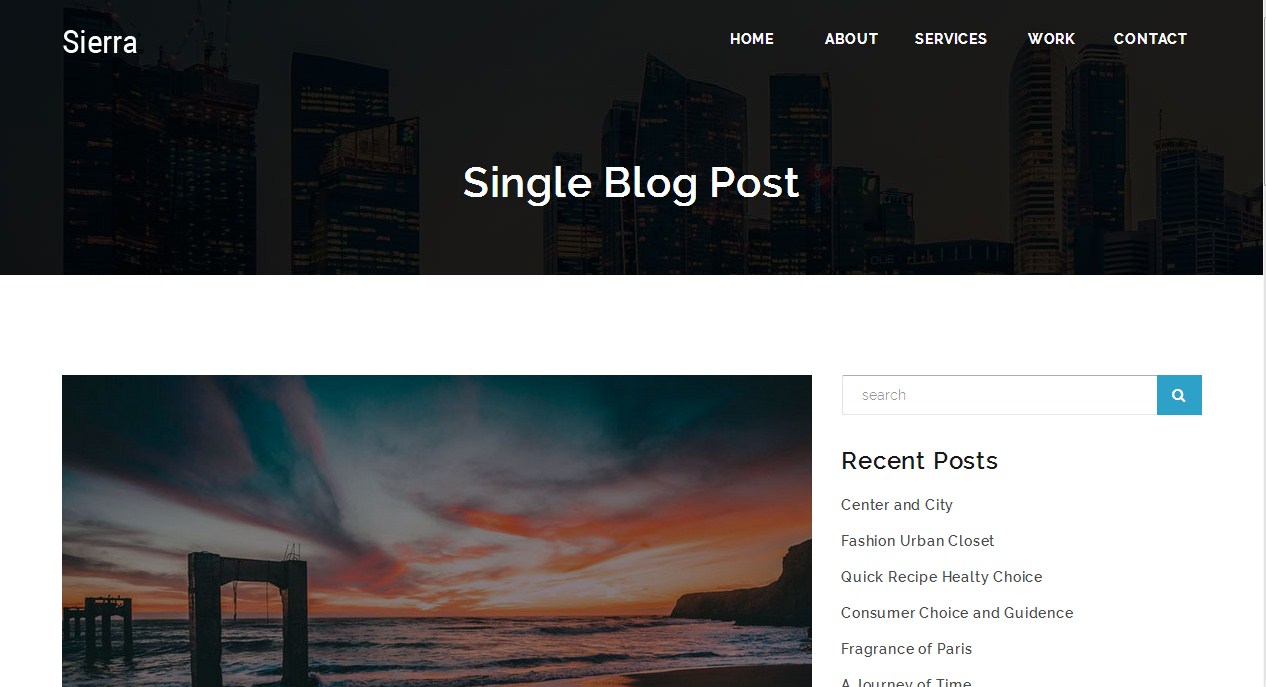 Sierra
HOME ABOUT SERVICES WORK CONTACT
Single Blog Post
search
Recent Posts
Center and City
Fashion Urban Closet
Quick Recipe Healty Choice
Consumer Choice and Guidence
Fragrance of Paris
A Journey of Time